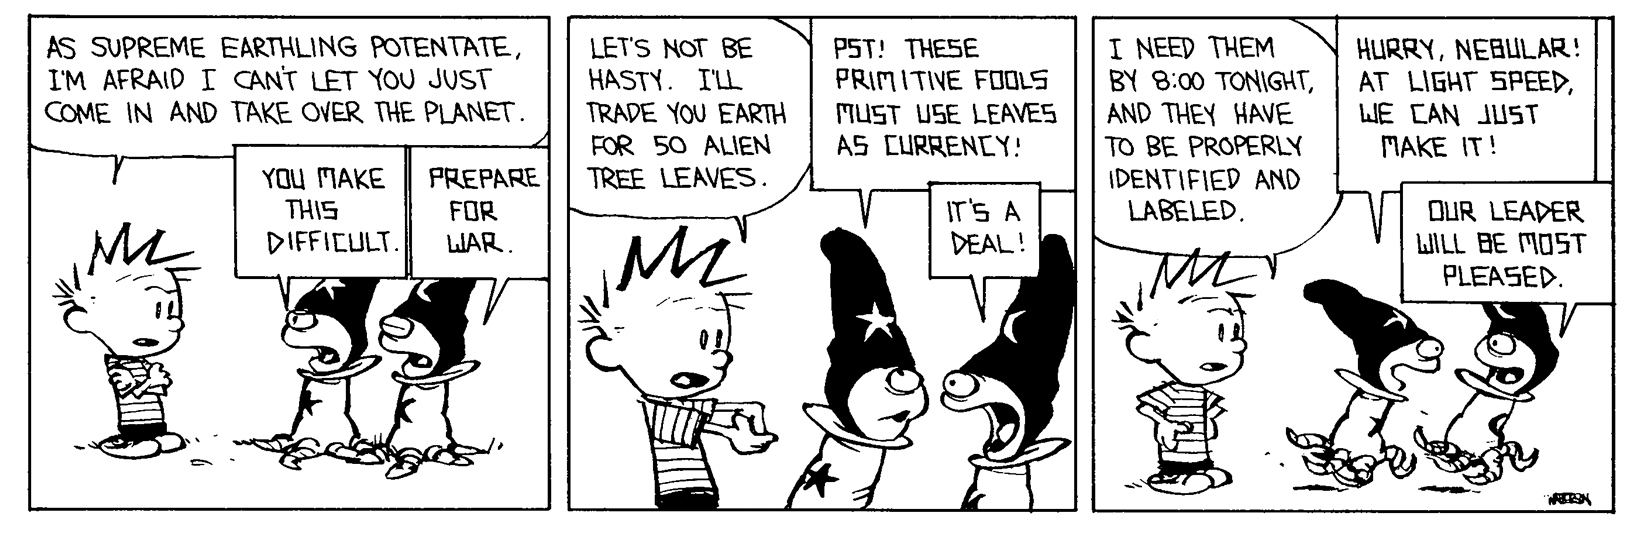 AS SUPREME EARTHLING POTENTATE,
I'M AFRAID I CAN'T LET YOU JUST
COME IN AND TAKE OVER THE PLANET.
YOU MAKE
THIS
DIFFICULT.
PREPARE
FOR
WAR.
LET'S NOT BE
HASTY. I'LL
TRADE YOU EARTH
FOR 50 ALIEN
TREE LEAVES.
PST! THESE
PRIMITIVE FOOLS
MUST USE LEAVES
AS CURRENCY!
IT'S A
DEAL!
I NEED THEM
BY 8:00 TONIGHT,
AND THEY HAVE
TO BE PROPERLY
IDENTIFIED AND
LABELED.
HURRY, NEBULAR!
AT LIGHT SPEED,
WE CAN JUST
MAKE IT!
OUR LEADER
WILL BE MOST
PLEASED.
WATTERSON